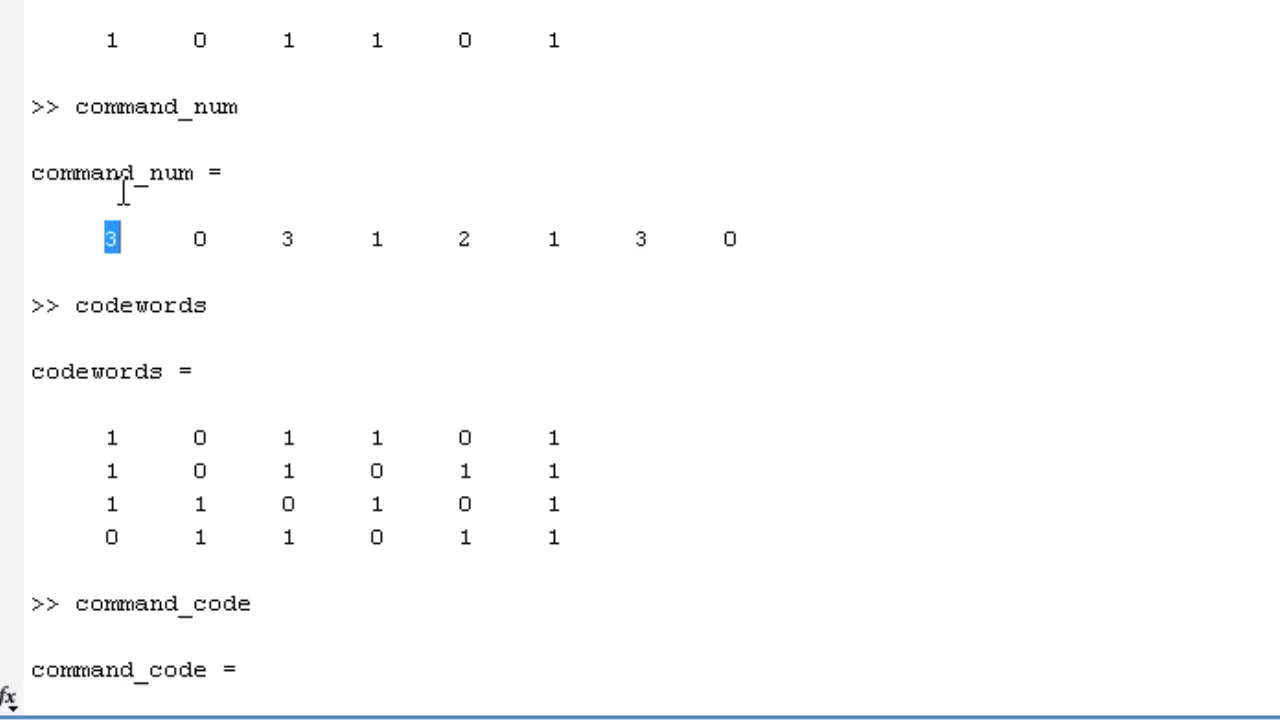 1 0 1 1 0 1
>> command_num
command_num =
3 0 3 1 2 1 3 0
>> codewords
codewords =
1 0 1 1 0 1
1 0 1 0 1 1
1 1 0 1 0 1
0 1 1 0 1 1
>> command_code
command_code =
fx